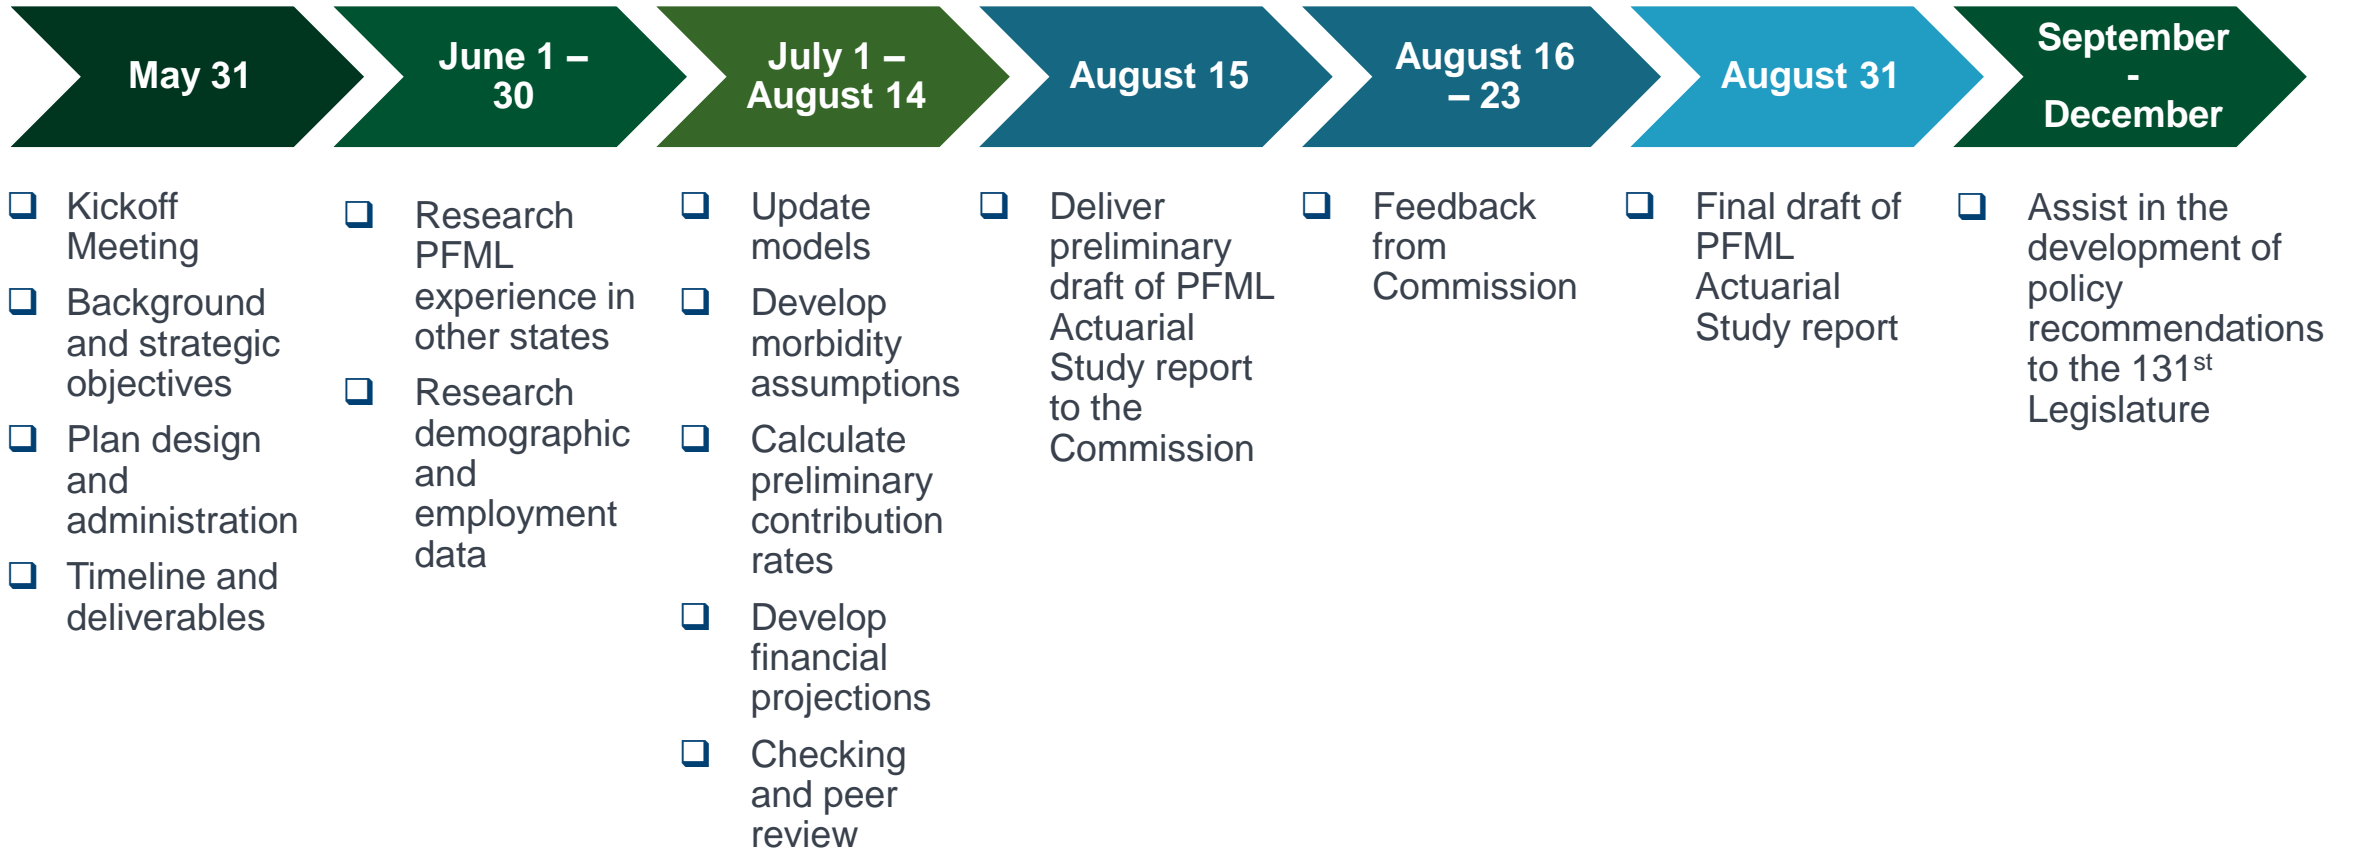 May 31
June 1 –
30
July 1 –
August 14
August 15
August 16
– 23
August 31
September
-
December
Kickoff
Meeting
Background
and strategic
objectives
Plan design
and
administration
Timeline and
deliverables
Research
PFML
experience in
other states
Research
demographic
and
employment
data
Update
models
Develop
morbidity
assumptions
Calculate
preliminary
contribution
rates
Develop
financial
projections
Checking
and peer
review
Deliver
preliminary
draft of PFML
Actuarial
Study report
to the
Commission
Feedback
from
Commission
Final draft of
PFML
Actuarial
Study report
Assist in the
development of
policy
recommendations
to the 131st
Legislature